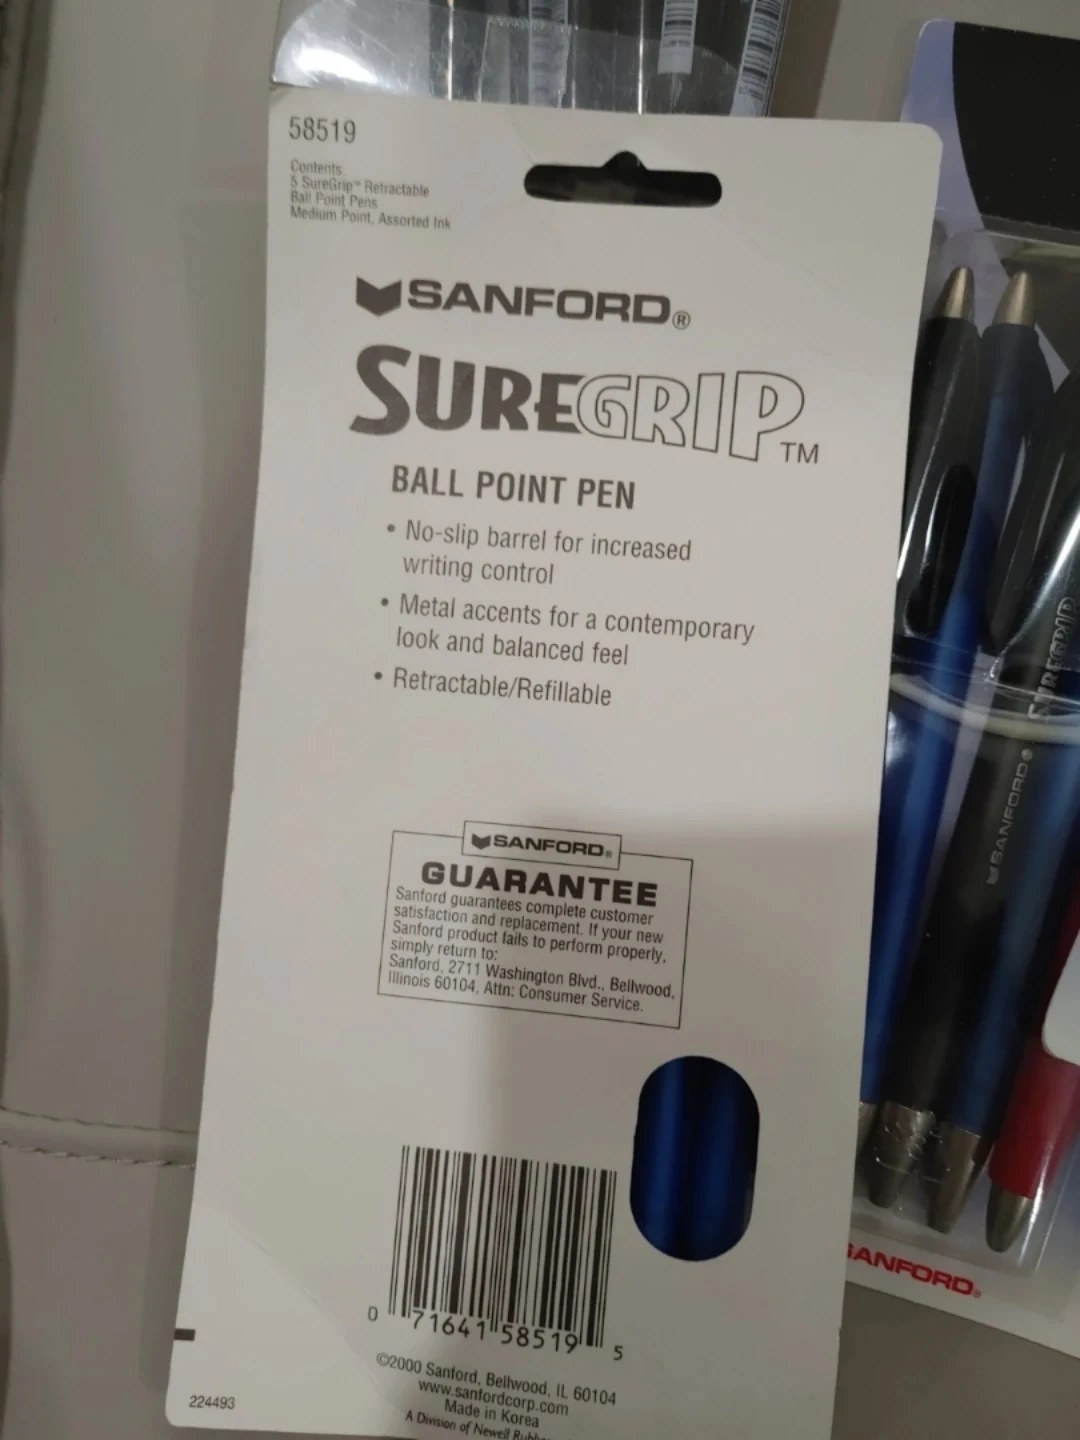 58519
Contents:
5 SureGrip™ Retractable
Ball Point Pens
Medium Point, Assorted Ink
SANFORD®
SUREGRIP™
BALL POINT PEN
• No-slip barrel for increased
writing control
• Metal accents for a contemporary
look and balanced feel
• Retractable/Refillable
SANFORD®
GUARANTEE
Sanford guarantees complete customer
satisfaction and replacement. If your new
Sanford product fails to perform properly,
simply return to:
Sanford, 2711 Washington Blvd., Bellwood,
Illinois 60104, Attn: Consumer Service.
0 71641 58519 5
©2000 Sanford, Bellwood, IL 60104
www.sanfordcorp.com
Made in Korea
A Division of Newell
224493
SUREGRIP
SANFORD®
SANFORD®